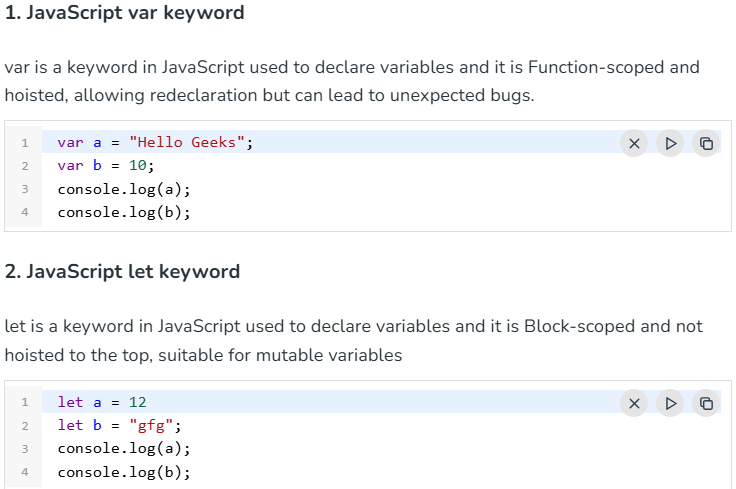 1. JavaScript var keyword
var is a keyword in JavaScript used to declare variables and it is Function-scoped and
hoisted, allowing redeclaration but can lead to unexpected bugs.
1 var a = "Hello Geeks";
2 var b = 10;
3 console.log(a);
4 console.log(b);
2. JavaScript let keyword
let is a keyword in JavaScript used to declare variables and it is Block-scoped and not
hoisted to the top, suitable for mutable variables
1 let a = 12
2 let b = "gfg";
3 console.log(a);
4 console.log(b);